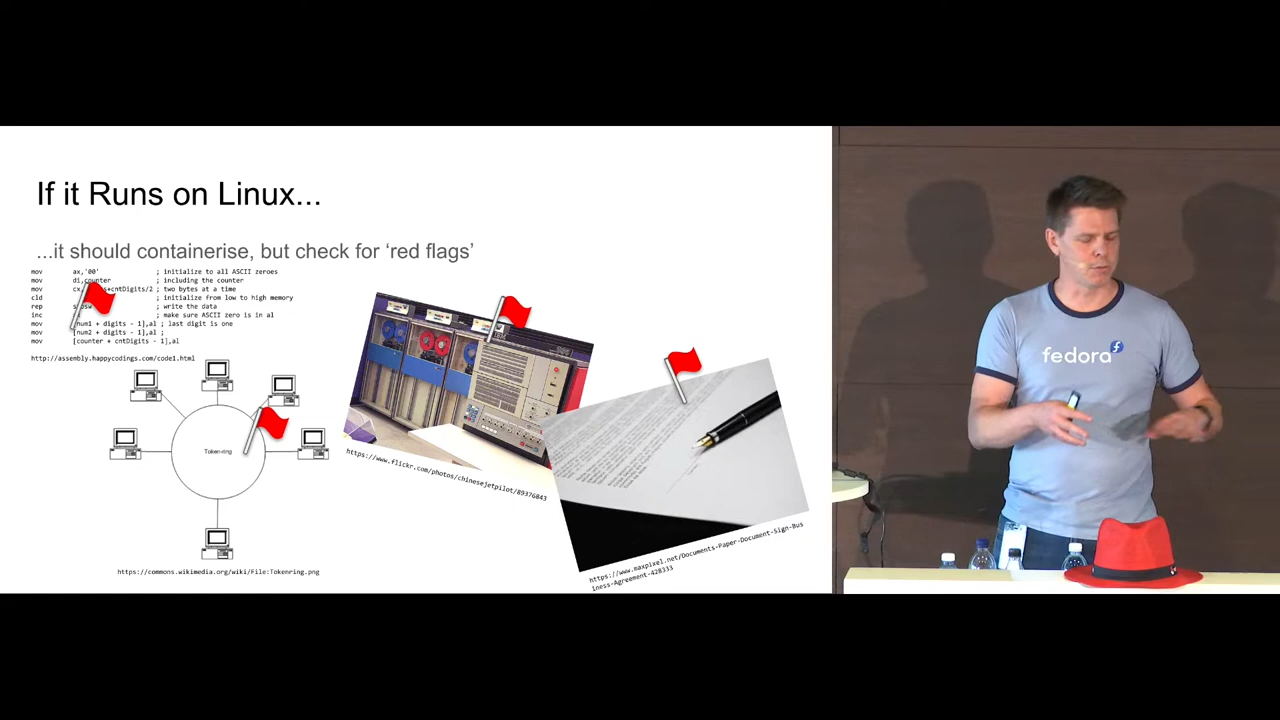 If it Runs on Linux...
...it should containerise, but check for ‘red flags’
mov ax,'00' ; initialize to all ASCII zeroes
mov di,counter ; including the counter
mov cx, +cntDigits/2 ; two bytes at a time
cld ; initialize from low to high memory
rep ; write the data
inc ; make sure ASCII zero is in al
mov [num1 + digits - 1],al ; last digit is one
mov [num2 + digits - 1],al ;
mov [counter + cntDigits - 1],al
http://assembly.happycodings.com/code1.html
Token-ring
https://commons.wikimedia.org/wiki/File:Tokenring.png
https://www.flickr.com/photos/chinesejetpilot/89376843
https://www.maxpixel.net/Documents-Paper-Document-Sign-Bus
iness-Agreement-428333
fedora